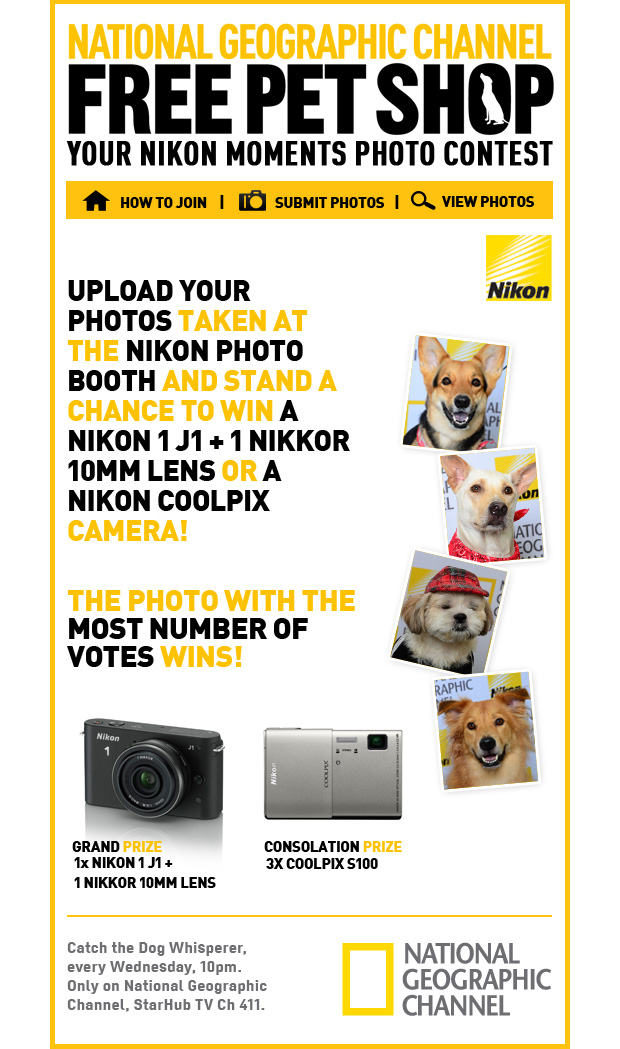 NATIONAL GEOGRAPHIC CHANNEL
FREE PET SHOP
YOUR NIKON MOMENTS PHOTO CONTEST
HOW TO JOIN | SUBMIT PHOTOS | VIEW PHOTOS
Nikon
UPLOAD YOUR
PHOTOS TAKEN AT
THE NIKON PHOTO
BOOTH AND STAND A
CHANCE TO WIN A
NIKON 1 J1 + 1 NIKKOR
10MM LENS OR A
NIKON COOLPIX
CAMERA!
THE PHOTO WITH THE
MOST NUMBER OF
VOTES WINS!
Nikon
1
J1
Nikon
COOLPIX
GRAND PRIZE
1x NIKON 1 J1 +
1 NIKKOR 10MM LENS
CONSOLATION PRIZE
3X COOLPIX S100
Catch the Dog Whisperer,
every Wednesday, 10pm.
Only on National Geographic
Channel, StarHub TV Ch 411.
NATIONAL
GEOGRAPHIC
CHANNEL